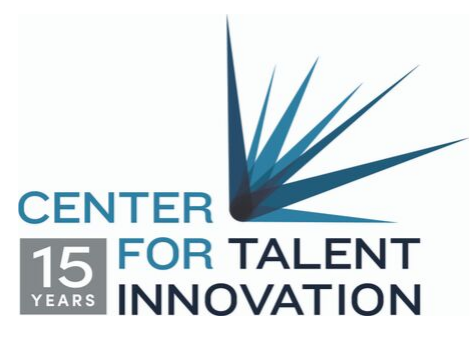 CENTER
FOR TALENT
INNOVATION
15
YEARS